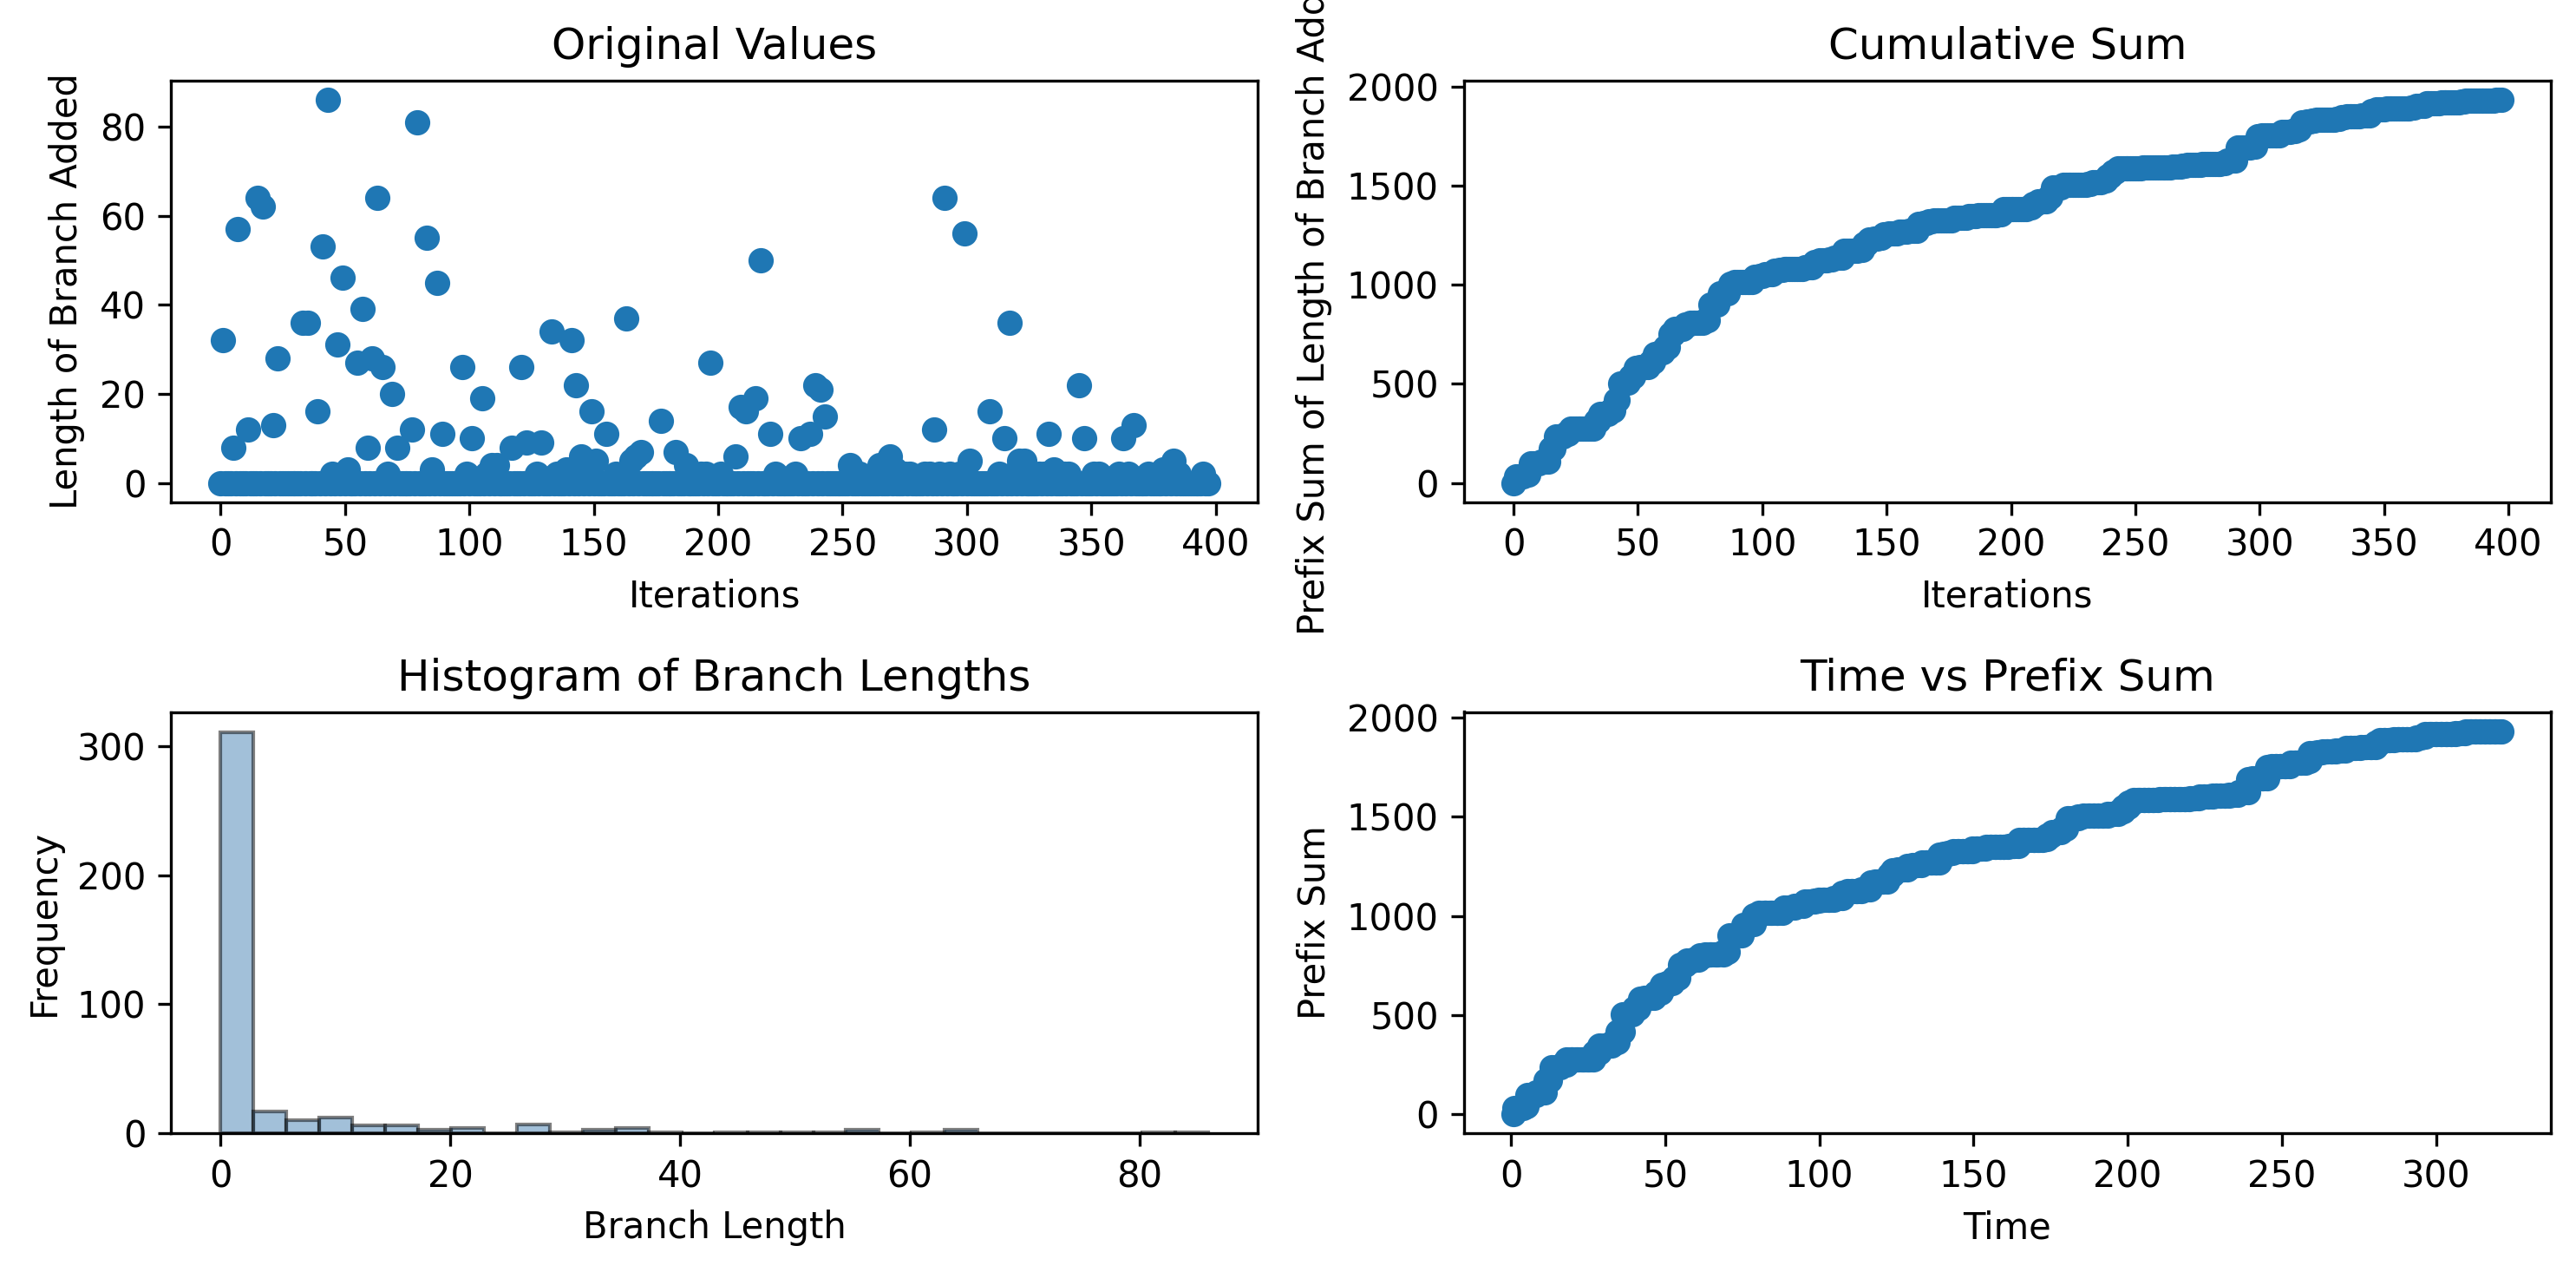 Original Values
Length of Branch Added
80
60
40
20
0
0 50 100 150 200 250 300 350 400
Iterations
Cumulative Sum
Prefix Sum of Length of Branch
2000
1500
1000
500
0
0 50 100 150 200 250 300 350 400
Iterations
Histogram of Branch Lengths
Frequency
300
200
100
0
0 20 40 60 80
Branch Length
Time vs Prefix Sum
Prefix Sum
2000
1500
1000
500
0
0 50 100 150 200 250 300
Time